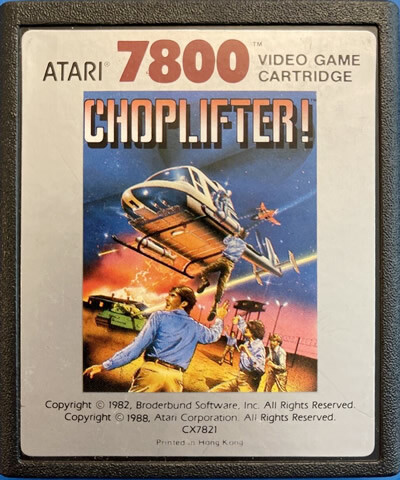 ATARI 7800™ VIDEO GAME
CARTRIDGE
CHOPLIFTER!
Copyright © 1982, Broderbund Software, Inc. All Rights Reserved.
Copyright © 1988, Atari Corporation. All Rights Reserved.
CX7821
Printed in Hong Kong